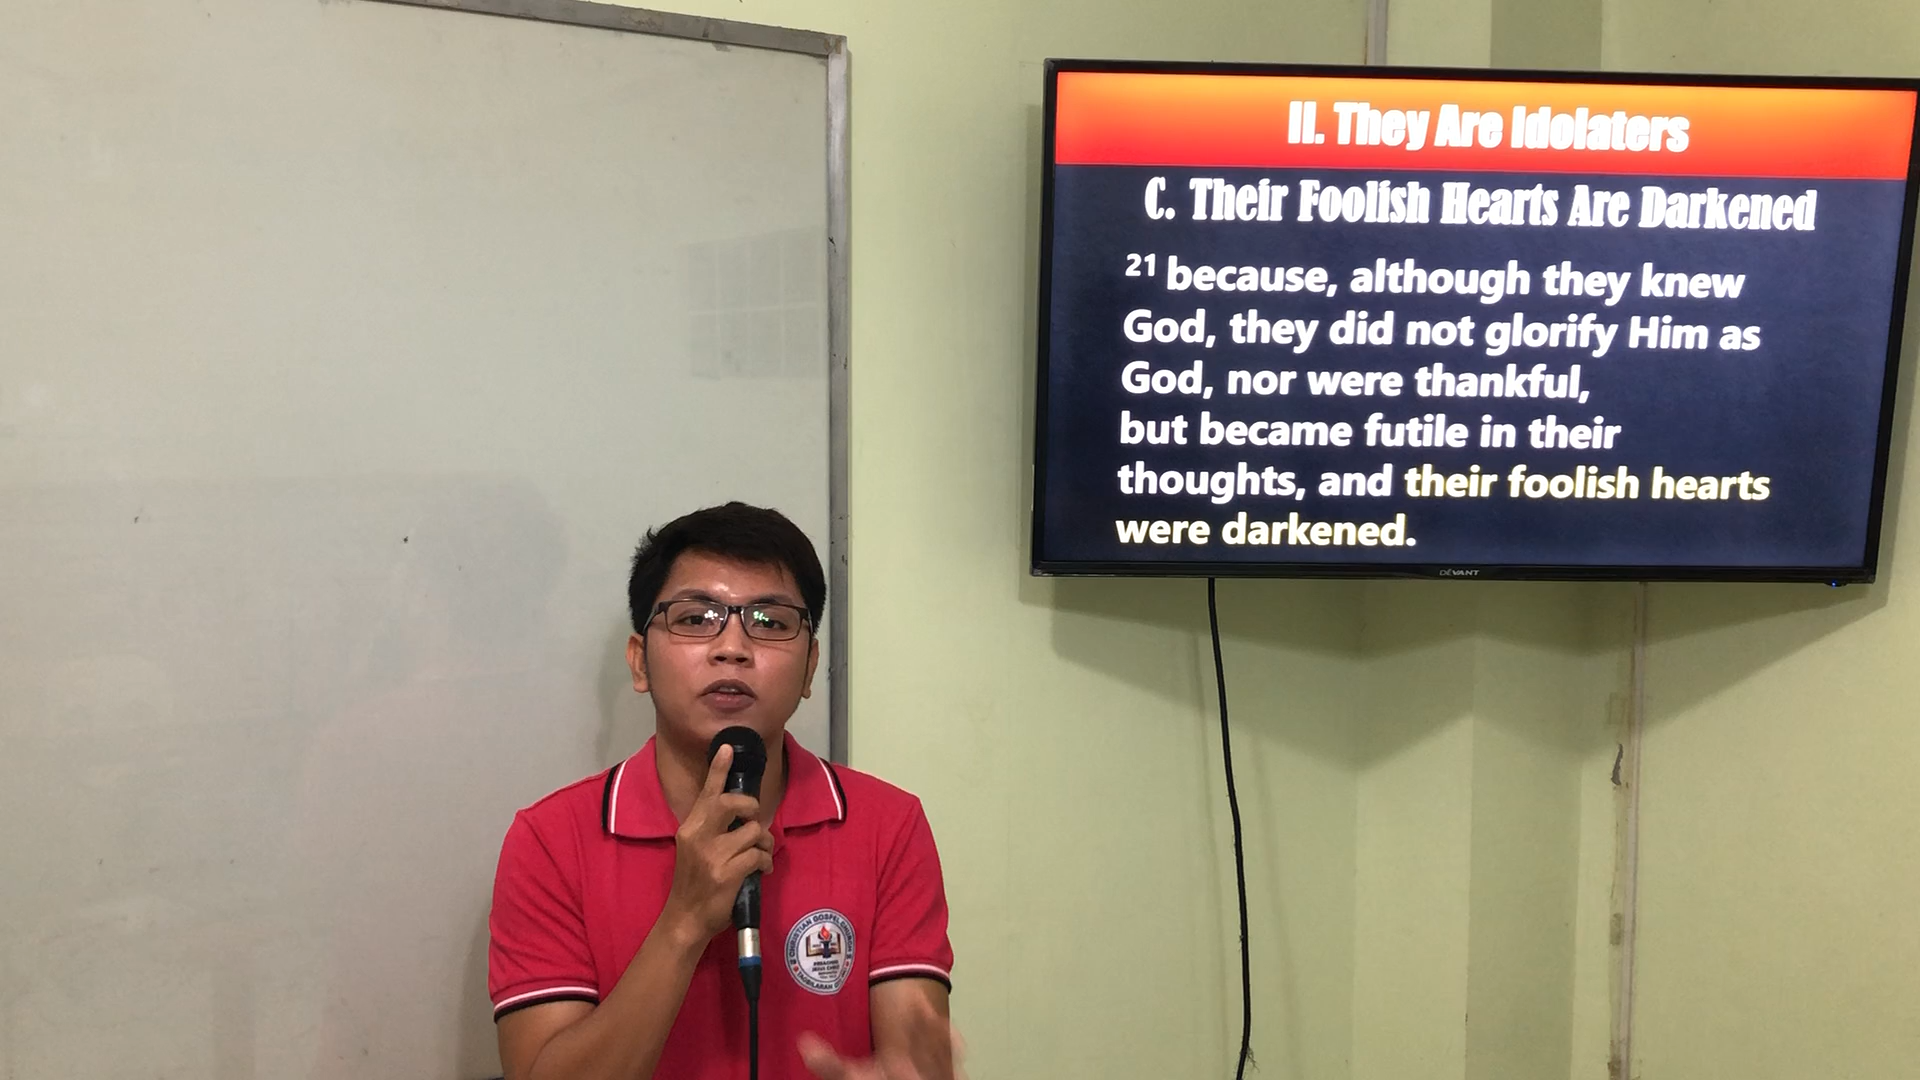 II. They Are Idolaters
C. Their Foolish Hearts Are Darkened
21 because, although they knew
God, they did not glorify Him as
God, nor were thankful,
but became futile in their
thoughts, and their foolish hearts
were darkened.
DEVANT
CHRISTIAN GOSPEL CHURCH
JESUS CHRIST
TAGBILARAN CITY